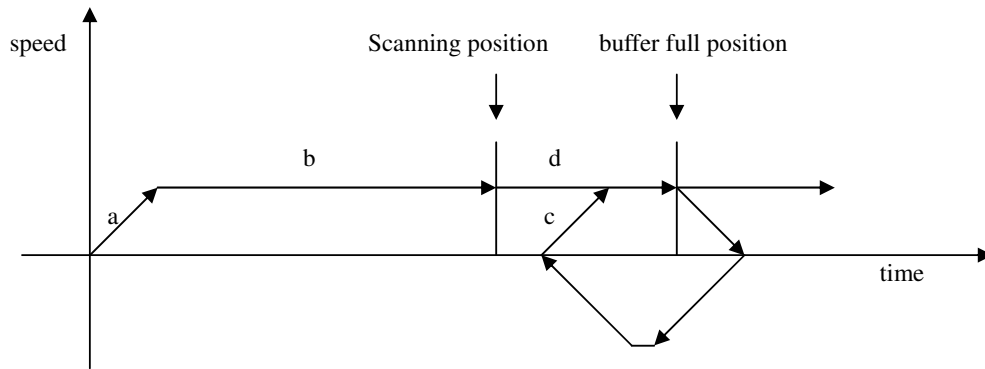 speed
Scanning position
buffer full position
b
d
a
c
time